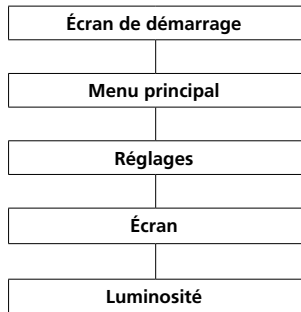 Écran de démarrage
Menu principal
Réglages
Écran
Luminosité